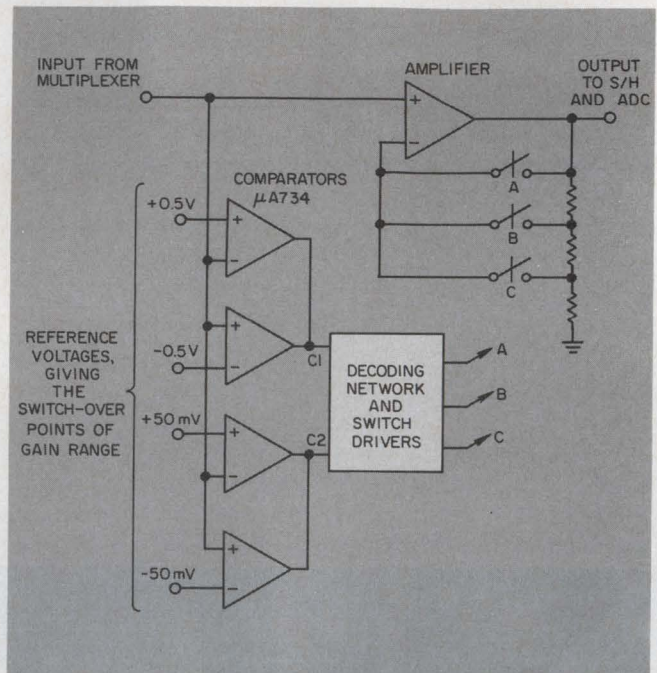 INPUT FROM
MULTIPLEXER
AMPLIFIER
OUTPUT
TO S/H
AND ADC
+
−
A
B
C
COMPARATORS
μA734
+0.5V
+
−
−0.5V
+
−
C1
+50 mV
+
−
C2
−50 mV
+
−
REFERENCE
VOLTAGES,
GIVING
THE
SWITCH-OVER
POINTS OF
GAIN RANGE
DECODING
NETWORK
AND
SWITCH
DRIVERS
A
B
C